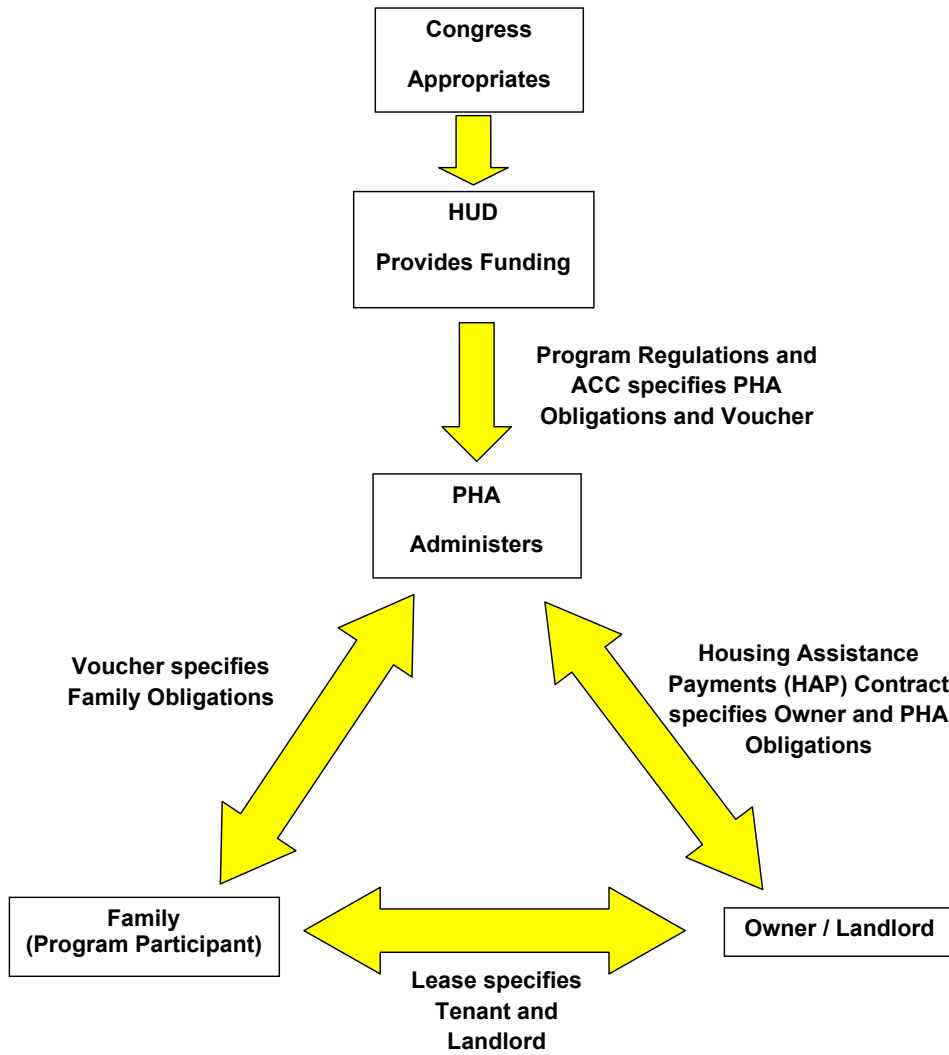 Congress
Appropriates
HUD
Provides Funding
Program Regulations and
ACC specifies PHA
Obligations and Voucher
PHA
Administers
Voucher specifies
Family Obligations
Housing Assistance
Payments (HAP) Contract
specifies Owner and PHA
Obligations
Family
(Program Participant)
Owner / Landlord
Lease specifies
Tenant and
Landlord